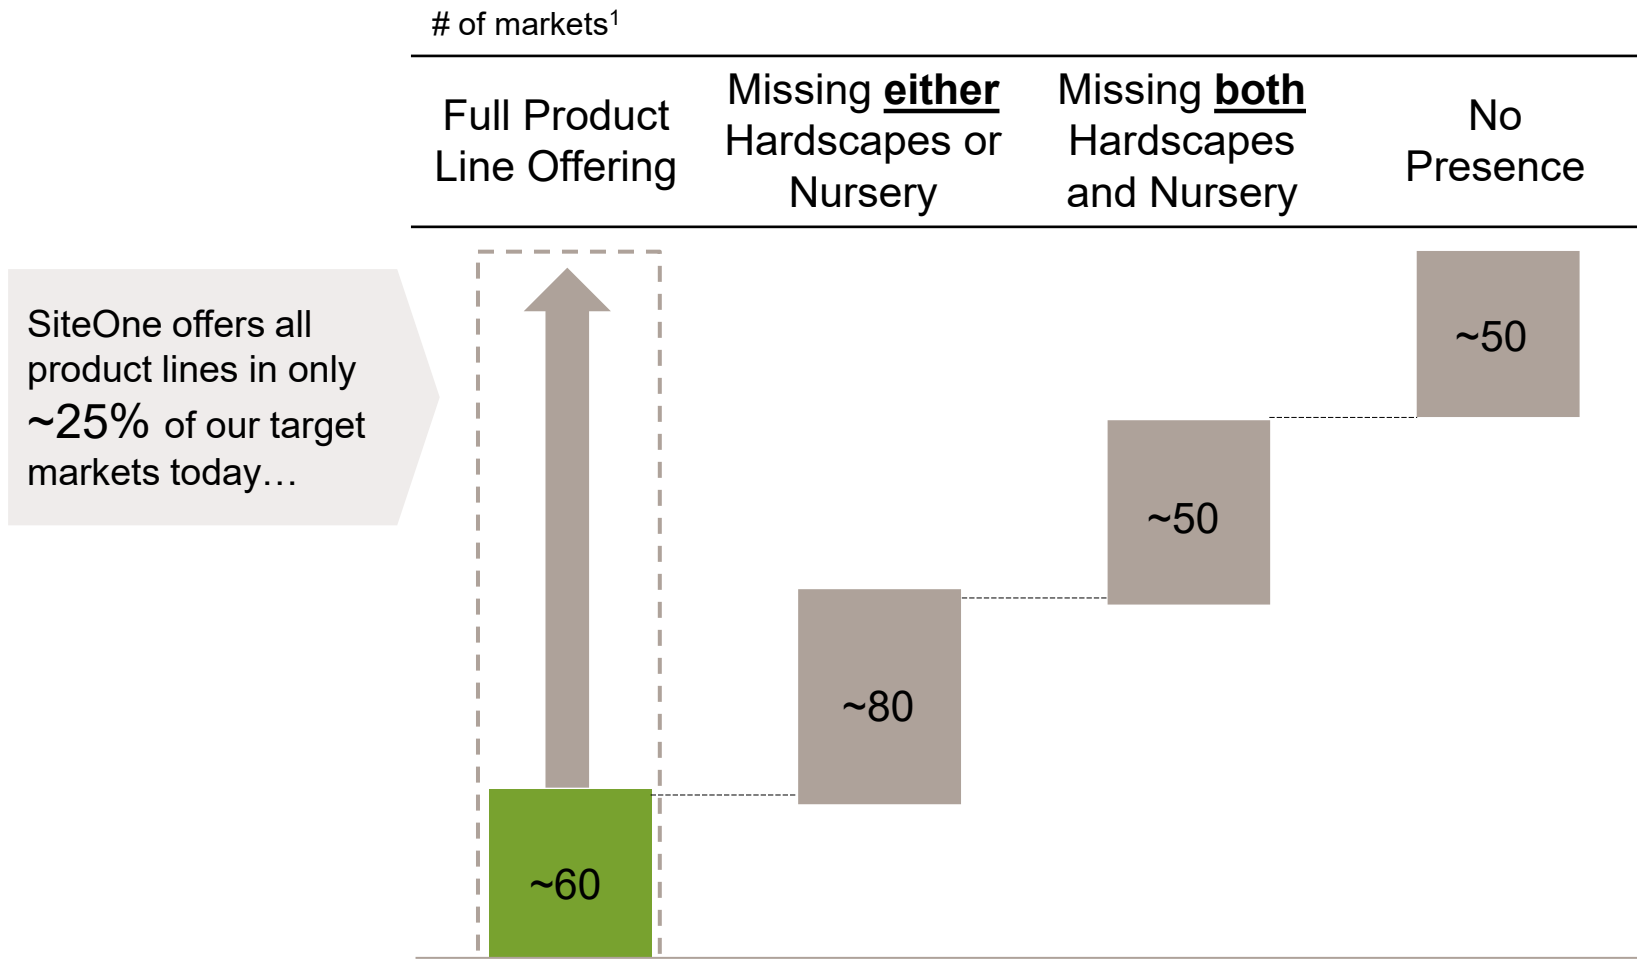 # of markets¹
Full Product
Line Offering
Missing either
Hardscapes or
Nursery
Missing both
Hardscapes
and Nursery
No
Presence
SiteOne offers all
product lines in only
~25% of our target
markets today…
~60
~80
~50
~50